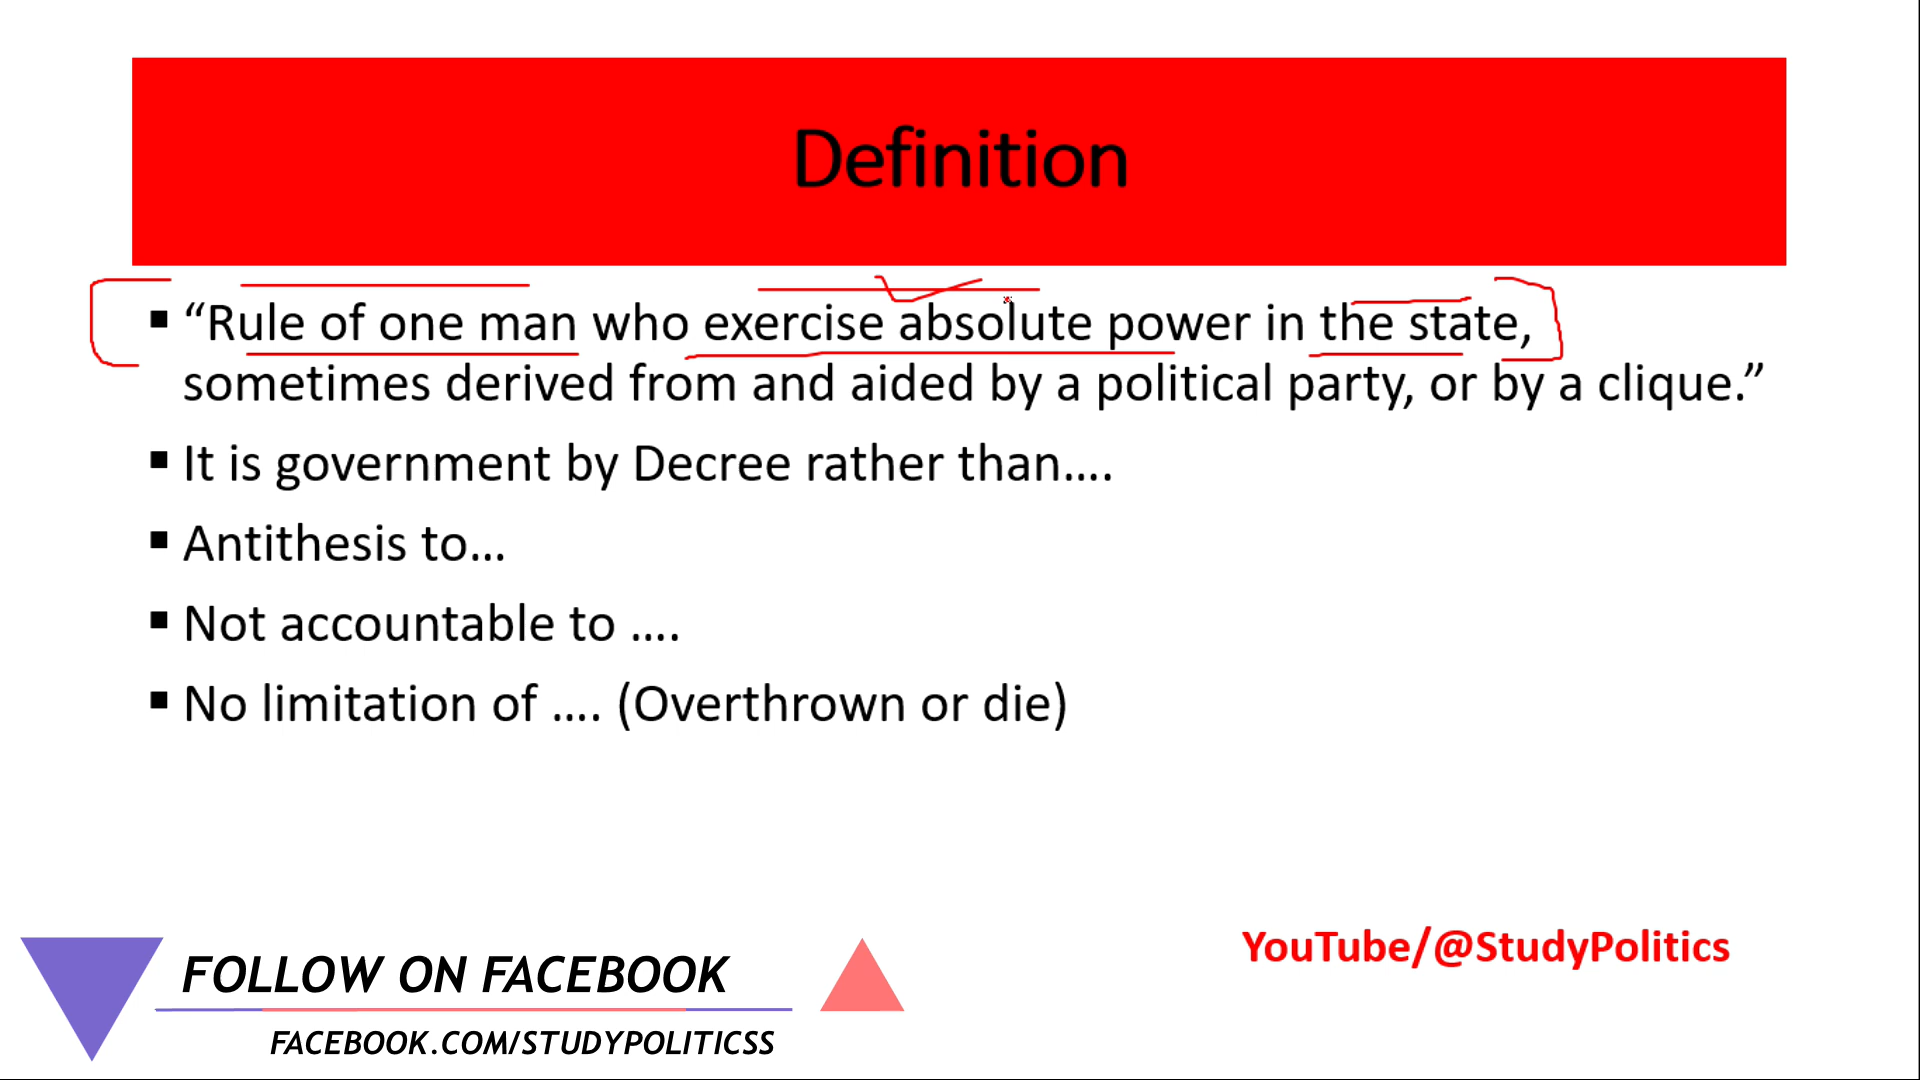 Definition
▪ “Rule of one man who exercise absolute power in the state,
sometimes derived from and aided by a political party, or by a clique.”
▪ It is government by Decree rather than....
▪ Antithesis to...
▪ Not accountable to ....
▪ No limitation of .... (Overthrown or die)
YouTube/@StudyPolitics
FOLLOW ON FACEBOOK
FACEBOOK.COM/STUDYPOLITICSS